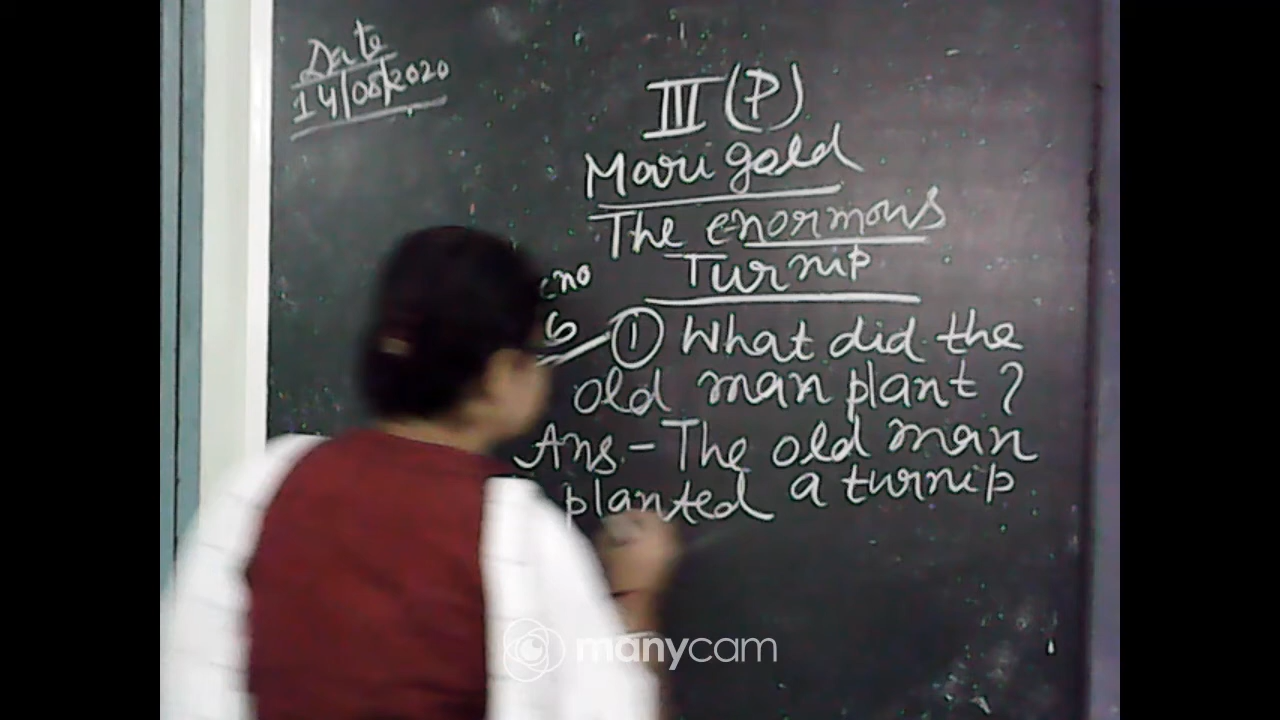 Date
14/08/2020
III (P)
Marigold
The enormous
Turnip
① What did the
old man plant?
Ans.- The old man
planted a turnip
manycam